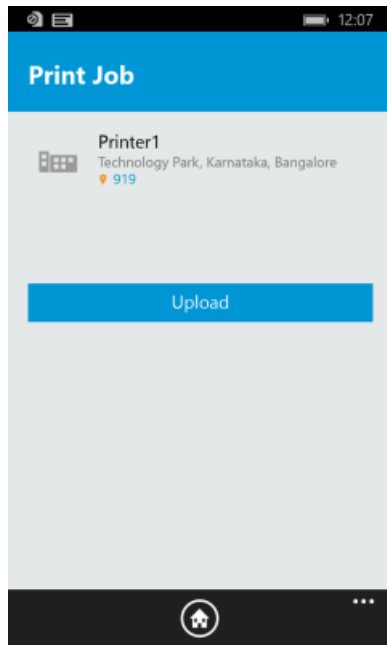 12:07
Print Job
Printer1
Technology Park, Karnataka, Bangalore
919
Upload